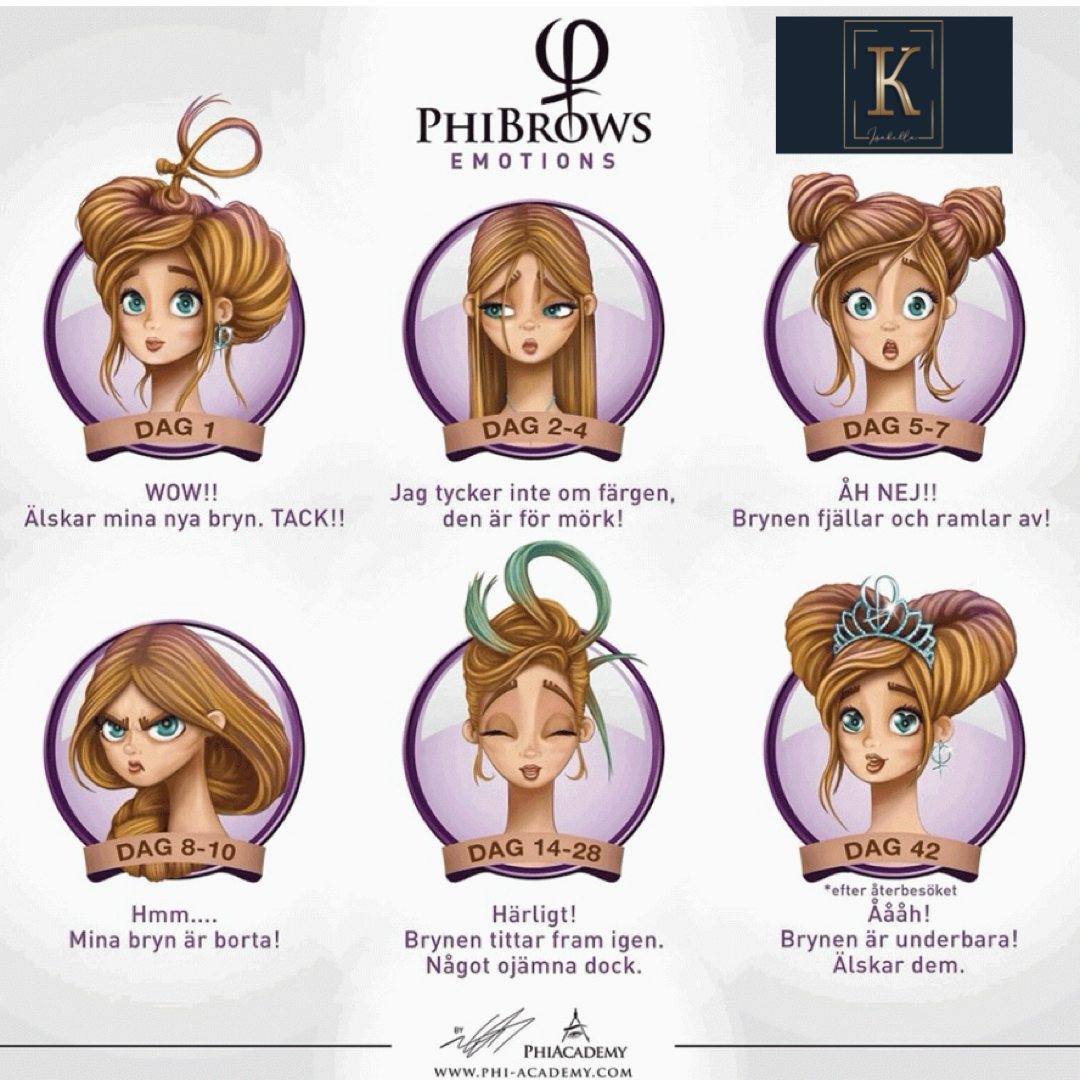 PHIBROWS
EMOTIONS
K
Isabella
DAG 1
WOW!!
Älskar mina nya bryn. TACK!!
DAG 2-4
Jag tycker inte om färgen,
den är för mörk!
DAG 5-7
ÅH NEJ!!
Brynen fjällar och ramlar av!
DAG 8-10
Hmm....
Mina bryn är borta!
DAG 14-28
Härligt!
Brynen tittar fram igen.
Något ojämna dock.
DAG 42
*efter återbesöket
Åååh!
Brynen är underbara!
Älskar dem.
BY
PHIACADEMY
WWW.PHI-ACADEMY.COM